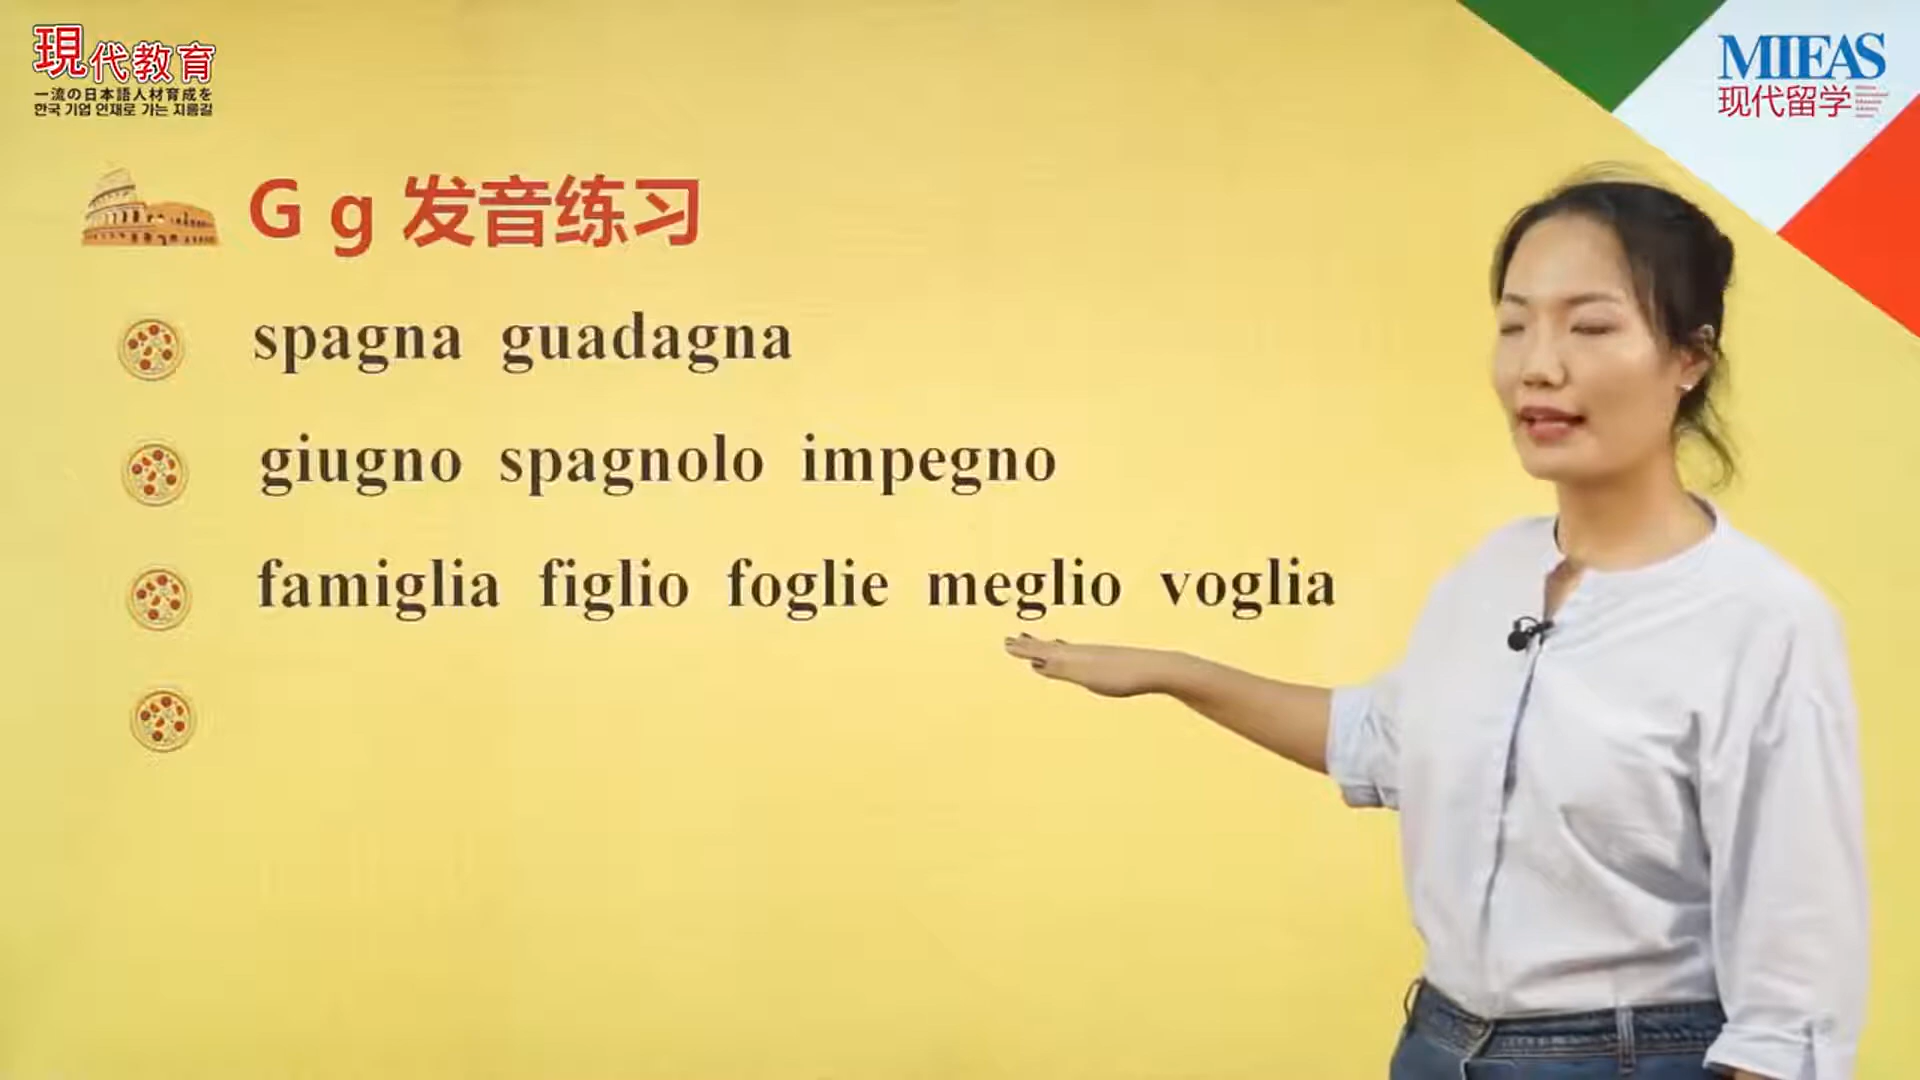 現代教育
一流の日本語人材育成を
한국 기업 인재로 가는 지름길
MIEAS
现代留学
G g 发音练习
spagna guadagna
giugno spagnolo impegno
famiglia figlio foglie meglio voglia